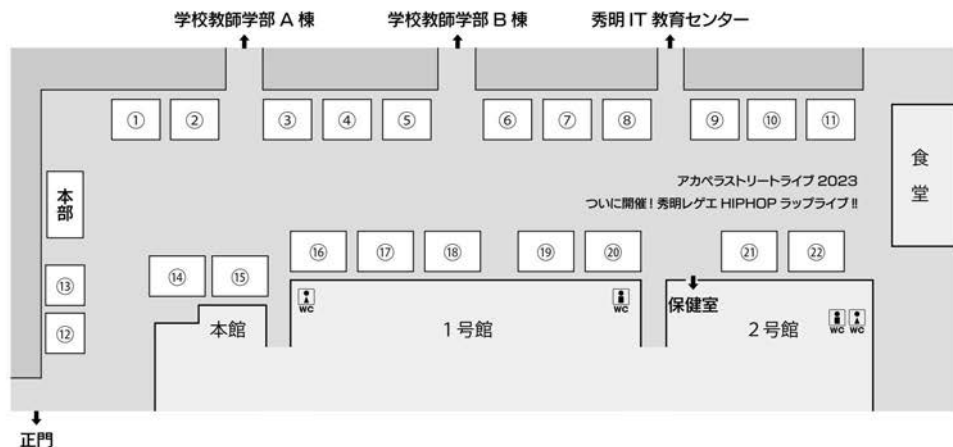 学校教師学部 A 棟
学校教師学部 B 棟
秀明 IT 教育センター
① ② ③ ④ ⑤ ⑥ ⑦ ⑧ ⑨ ⑩ ⑪
食堂
本部
アカペラストリートライブ 2023
ついに開催！秀明レゲエ HIPHOP ラップライブ !!
⑯ ⑰ ⑱ ⑲ ⑳ ㉑ ㉒
⑬ ⑭ ⑮
⑫
WC
WC
保健室
本館
1 号館
2 号館
WC WC
正門